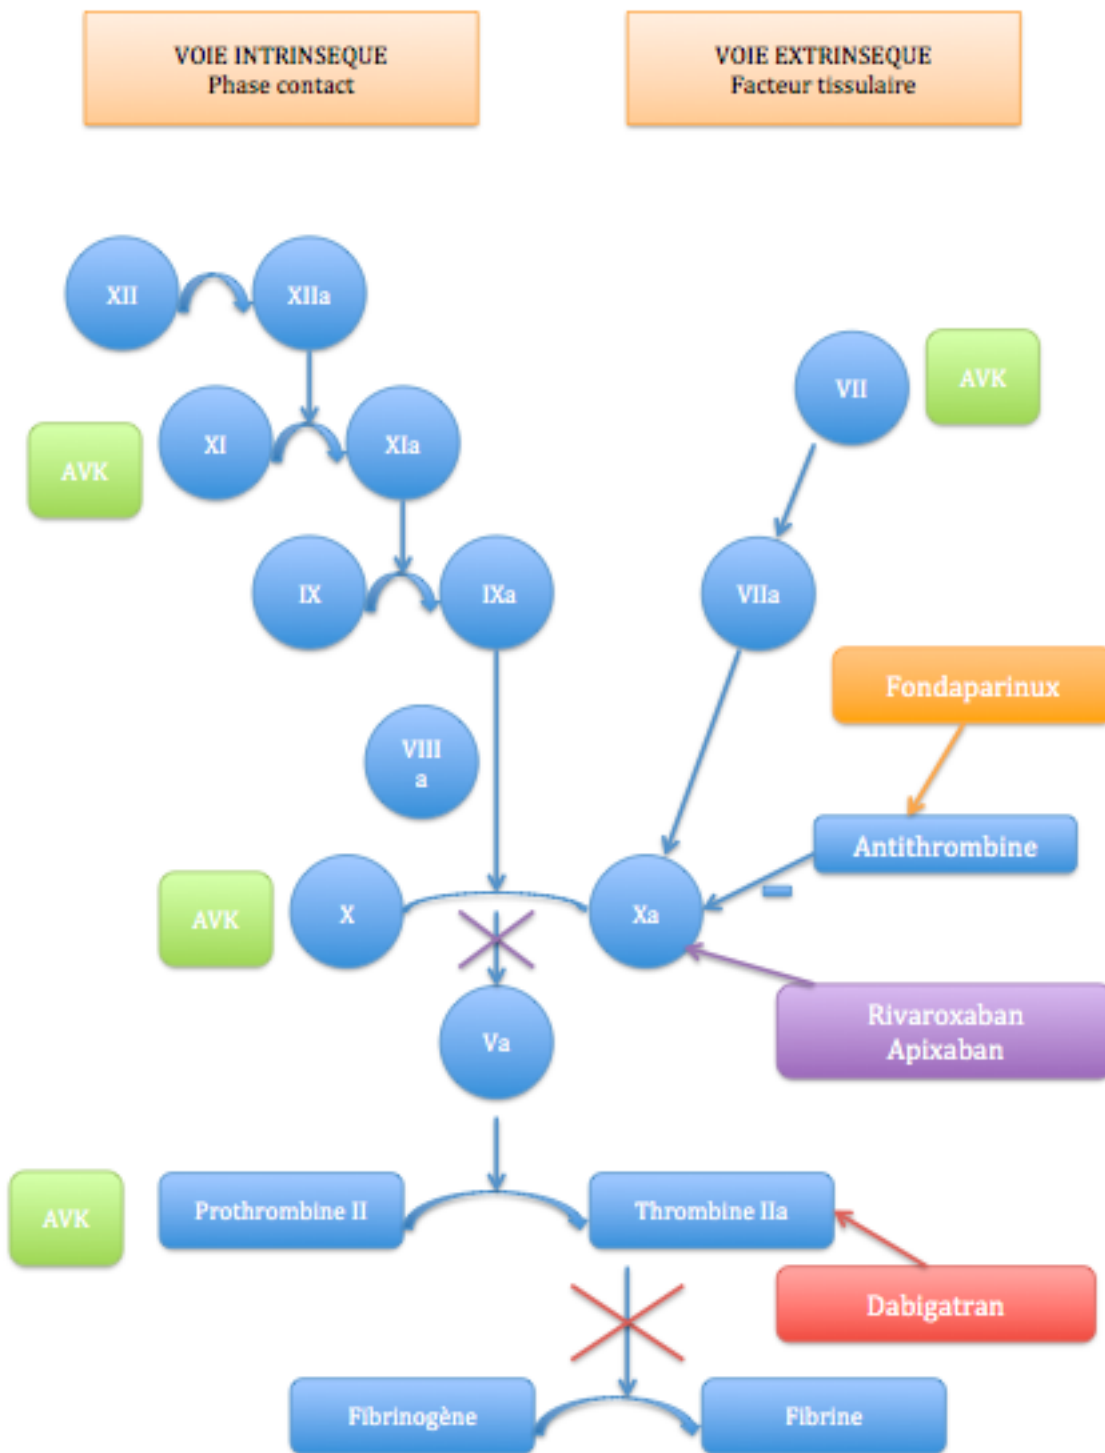 VOIE INTRINSEQUE
Phase contact
VOIE EXTRINSEQUE
Facteur tissulaire
XII
XIIa
VII
AVK
AVK
XI
XIa
IX
IXa
VIIa
Fondaparinux
VIII
a
Antithrombine
AVK
X
Xa
Rivaroxaban
Apixaban
Va
AVK
Prothrombine II
Thrombine IIa
Dabigatran
Fibrinogène
Fibrine